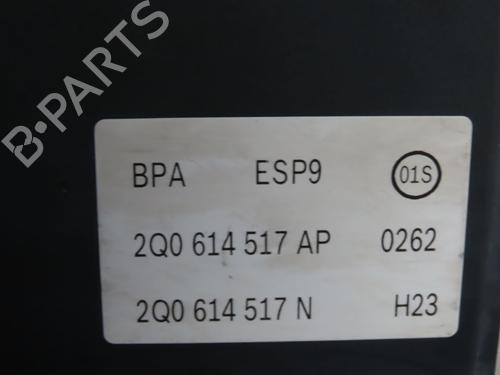 B-PARTS
BPA ESP9 01S
2Q0 614 517 AP 0262
2Q0 614 517 N H23